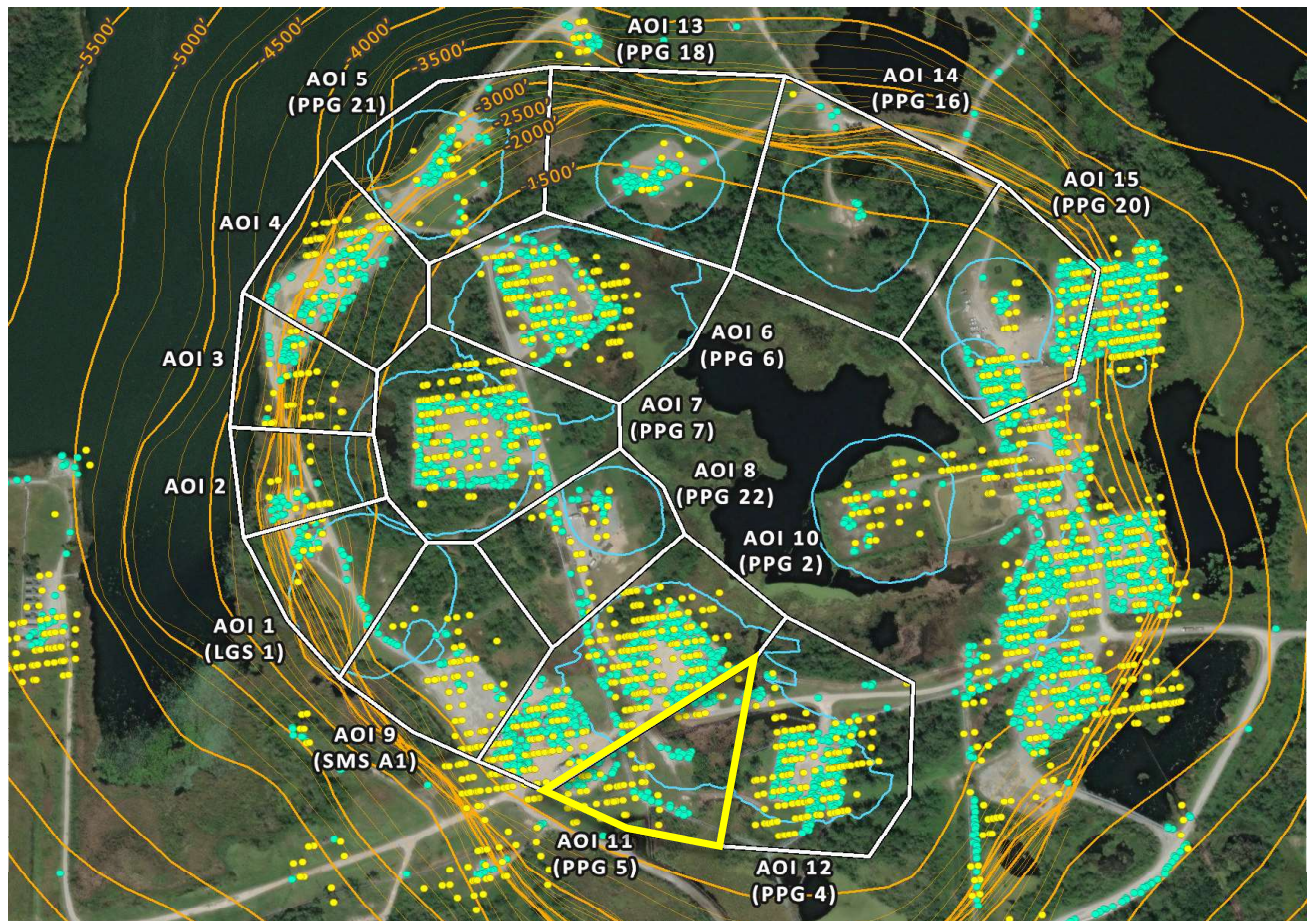 -5500'
-5000'
-4500'
-4000'
-3500'
-3000'
-2500'
-2000'
-1500'
AOI 13
(PPG 18)
AOI 14
(PPG 16)
AOI 5
(PPG 21)
AOI 15
(PPG 20)
AOI 4
AOI 3
AOI 6
(PPG 6)
AOI 7
(PPG 7)
AOI 2
AOI 8
(PPG 22)
AOI 10
(PPG 2)
AOI 1
(LGS 1)
AOI 9
(SMS A1)
AOI 11
(PPG 5)
AOI 12
(PPG 4)